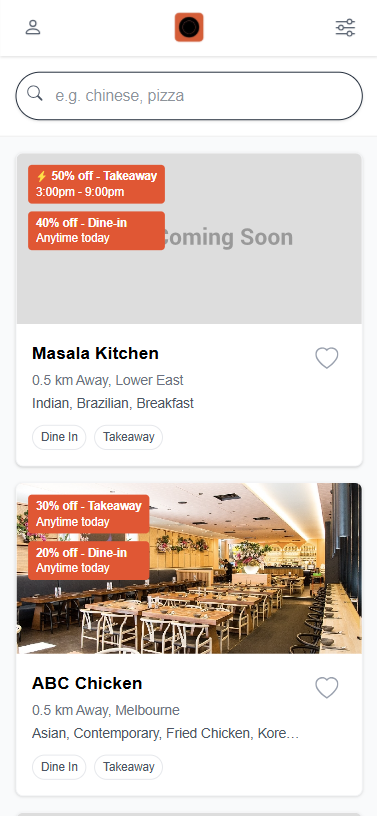 e.g. chinese, pizza
⚡ 50% off - Takeaway
3:00pm - 9:00pm
40% off - Dine-in
Anytime today
Coming Soon
Masala Kitchen
0.5 km Away, Lower East
Indian, Brazilian, Breakfast
Dine In Takeaway
30% off - Takeaway
Anytime today
20% off - Dine-in
Anytime today
ABC Chicken
0.5 km Away, Melbourne
Asian, Contemporary, Fried Chicken, Kore...
Dine In Takeaway